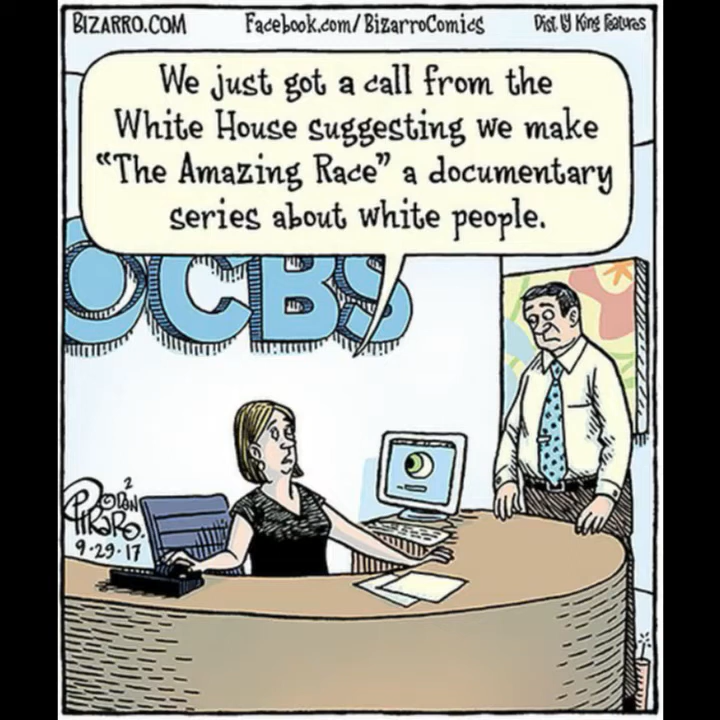 BIZARRO.COM Facebook.com/BizarroComics Dist. by King Features
We just got a call from the
White House suggesting we make
“The Amazing Race” a documentary
series about white people.
CBS
2
DAN
PIRARO.
9·29·17